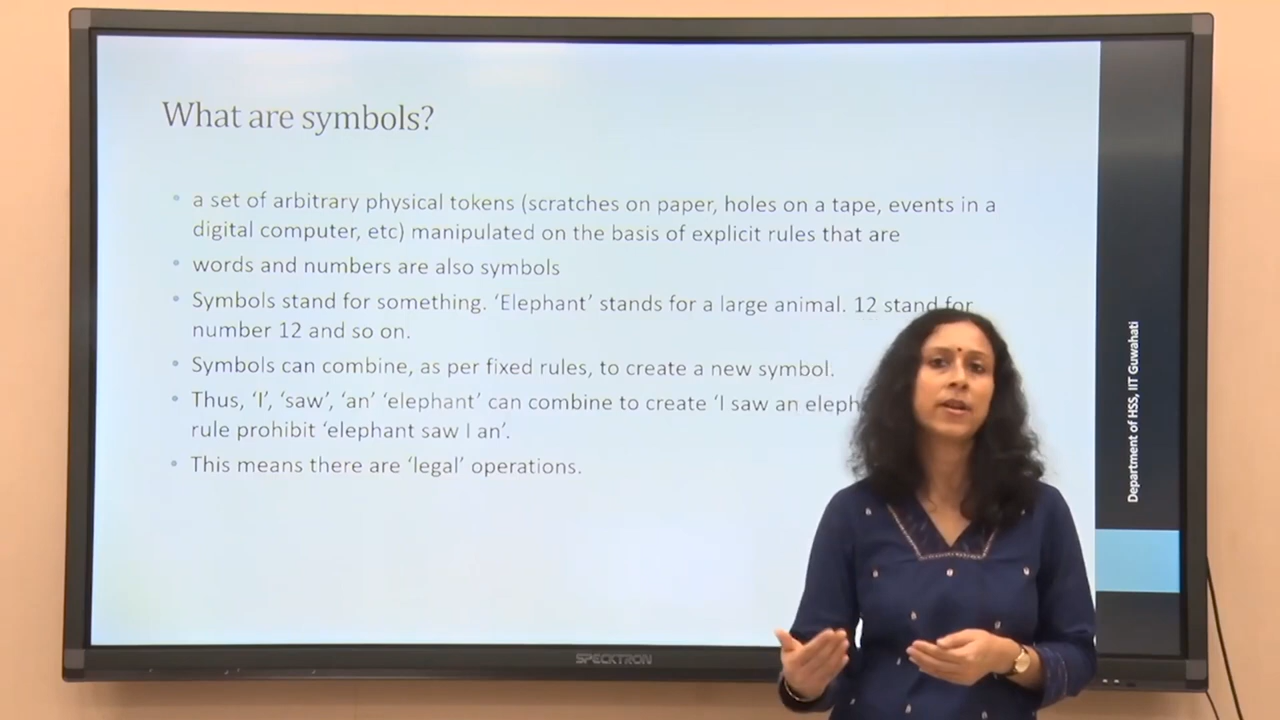 What are symbols?
a set of arbitrary physical tokens (scratches on paper, holes on a tape, events in a
digital computer, etc) manipulated on the basis of explicit rules that are
words and numbers are also symbols
Symbols stand for something. ‘Elephant’ stands for a large animal. 12 stand for
number 12 and so on.
Symbols can combine, as per fixed rules, to create a new symbol.
Thus, ‘I’, ‘saw’, ‘an’ ‘elephant’ can combine to create ‘I saw an
rule prohibit ‘elephant saw I an’.
This means there are ‘legal’ operations.
Department of HSS, IIT Guwahati
SPECKTRON